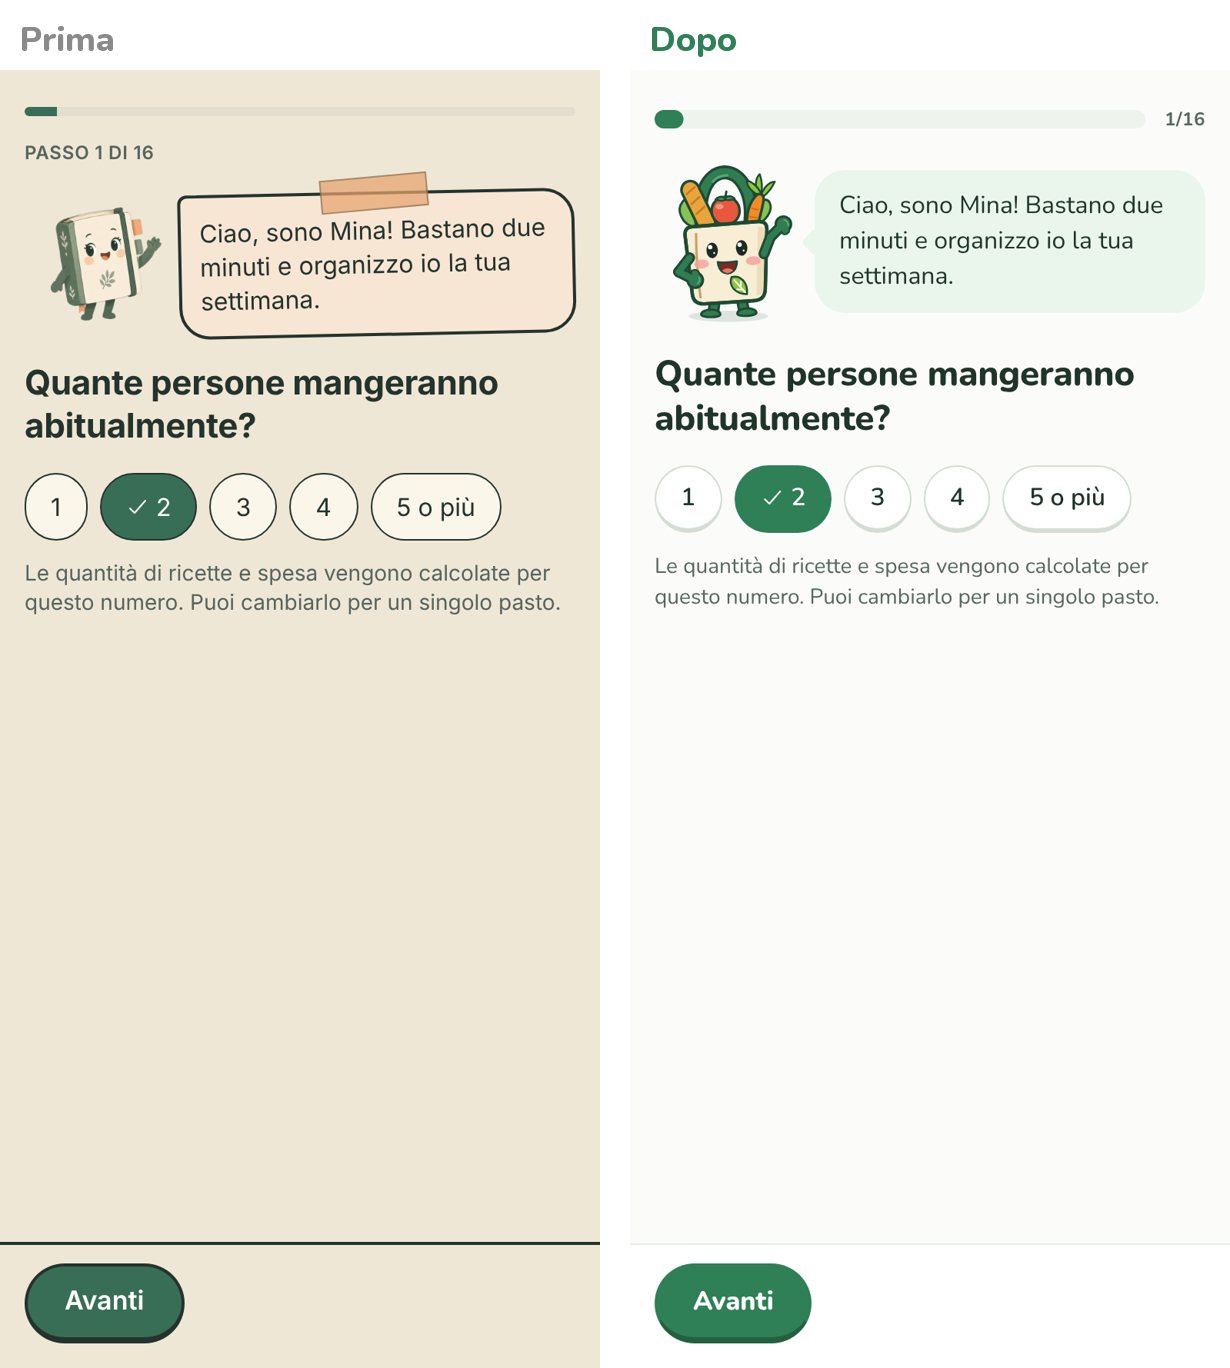 Prima
PASSO 1 DI 16
Ciao, sono Mina! Bastano due
minuti e organizzo io la tua
settimana.
Quante persone mangeranno
abitualmente?
1
2
3
4
5 o più
Le quantità di ricette e spesa vengono calcolate per
questo numero. Puoi cambiarlo per un singolo pasto.
Avanti
Dopo
1/16
Ciao, sono Mina! Bastano due
minuti e organizzo io la tua
settimana.
Quante persone mangeranno
abitualmente?
1
2
3
4
5 o più
Le quantità di ricette e spesa vengono calcolate per
questo numero. Puoi cambiarlo per un singolo pasto.
Avanti